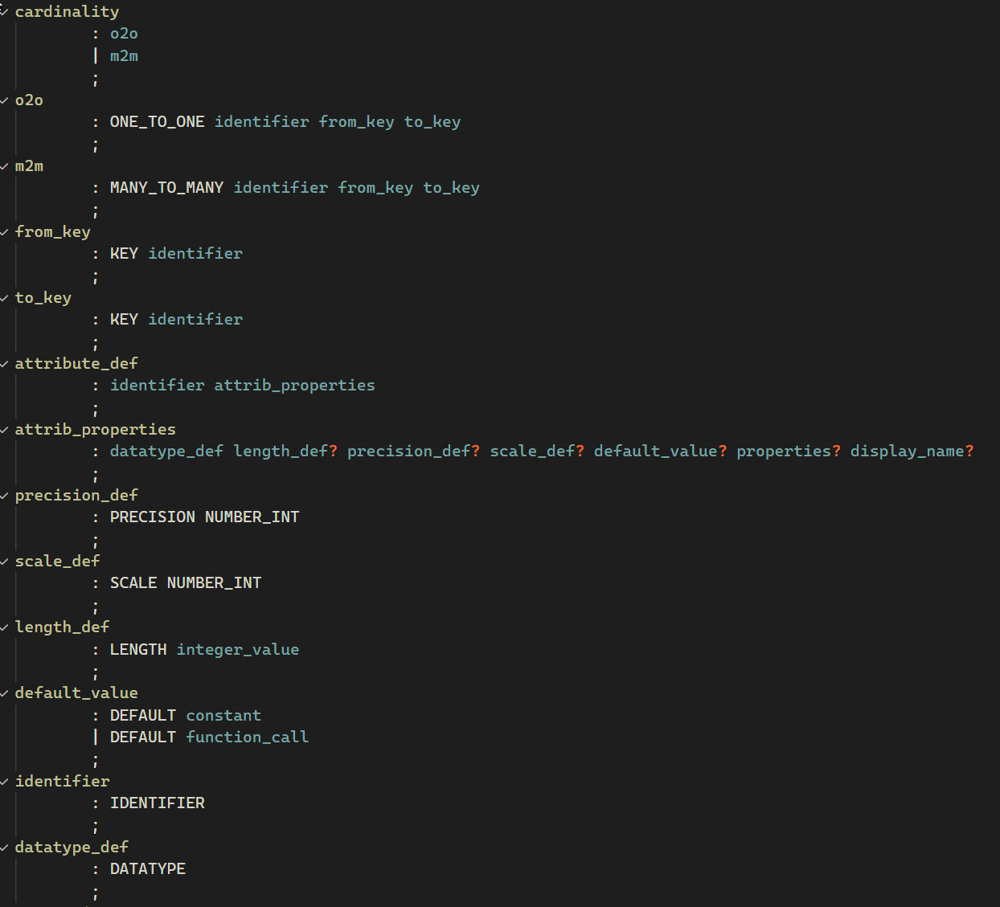 cardinality
: o2o
| m2m
;
o2o
: ONE_TO_ONE identifier from_key to_key
;
m2m
: MANY_TO_MANY identifier from_key to_key
;
from_key
: KEY identifier
;
to_key
: KEY identifier
;
attribute_def
: identifier attrib_properties
;
attrib_properties
: datatype_def length_def? precision_def? scale_def? default_value? properties? display_name?
;
precision_def
: PRECISION NUMBER_INT
;
scale_def
: SCALE NUMBER_INT
;
length_def
: LENGTH integer_value
;
default_value
: DEFAULT constant
| DEFAULT function_call
;
identifier
: IDENTIFIER
;
datatype_def
: DATATYPE
;